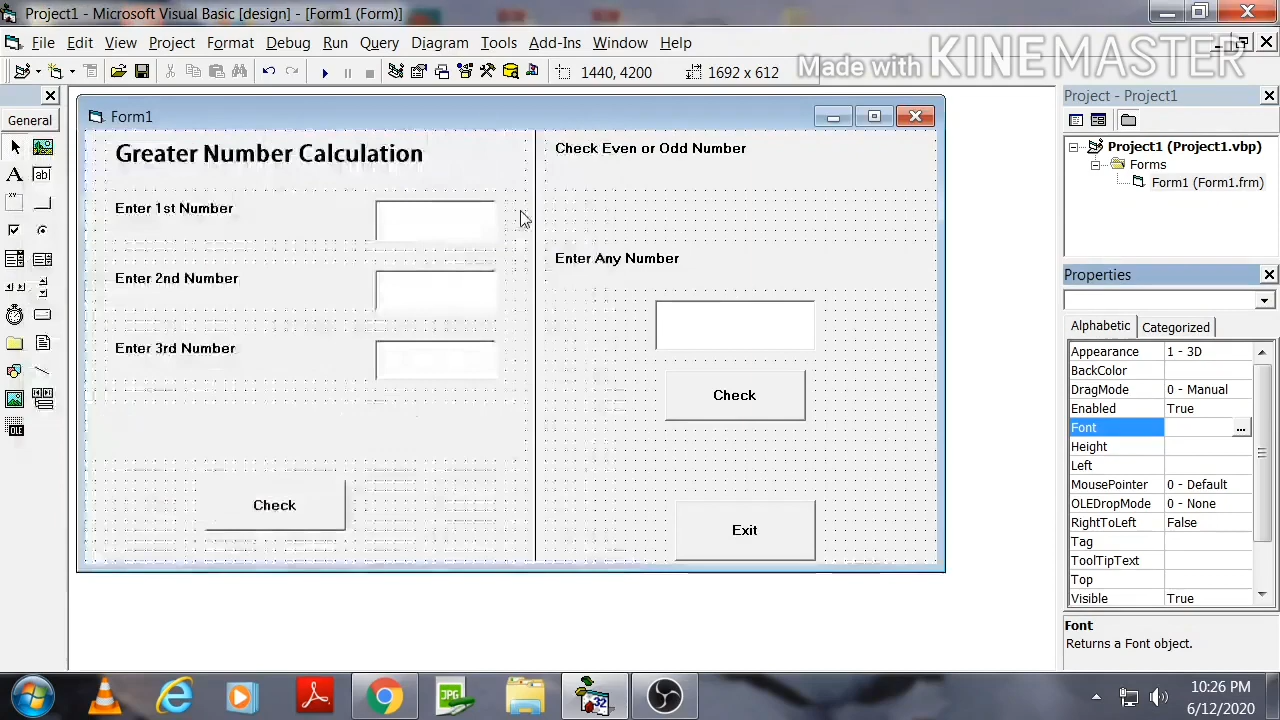 Project1 - Microsoft Visual Basic [design] - [Form1 (Form)]
File Edit View Project Format Debug Run Query Diagram Tools Add-Ins Window Help
1440, 4200 1692 x 612
Made with KINEMASTER
General
Form1
Greater Number Calculation
Enter 1st Number
Enter 2nd Number
Enter 3rd Number
Check
Check Even or Odd Number
Enter Any Number
Check
Exit
Project - Project1
Project1 (Project1.vbp)
Forms
Form1 (Form1.frm)
Properties
Alphabetic Categorized
Appearance 1 - 3D
BackColor
DragMode 0 - Manual
Enabled True
Font ...
Height
Left
MousePointer 0 - Default
OLEDropMode 0 - None
RightToLeft False
Tag
ToolTipText
Top
Visible True
Font
Returns a Font object.
JPG
32
10:26 PM
6/12/2020